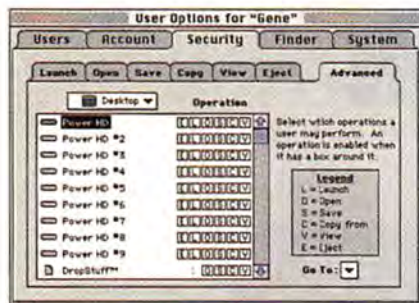 User Options for "Gene"
Users Account Security Finder System
Launch Open Save Copy View Eject Advanced
Desktop Operation
Power HD E L O S C V
Power HD #2 E L O S C V
Power HD #3 E L O S C V
Power HD #4 E L O S C V
Power HD #5 E L O S C V
Power HD #6 E L O S C V
Power HD #7 E L O S C V
Power HD #8 E L O S C V
Power HD #9 E L O S C V
DropStuff™ : O S C V
Select which operations a
user may perform. An
operation is enabled when
it has a box around it.
Legend
L = Launch
O = Open
S = Save
C = Copy from
V = View
E = Eject
Go To: